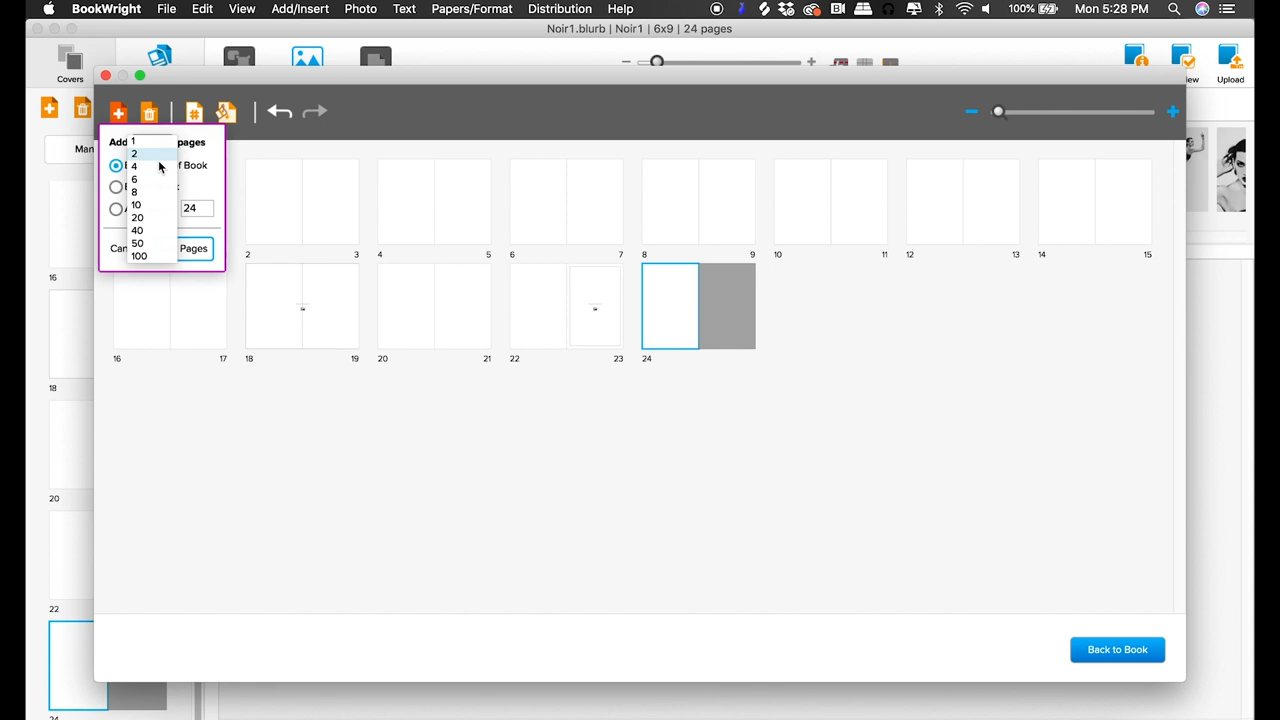 BookWright File Edit View Add/Insert Photo Text Papers/Format Distribution Help 100% Mon 5:28 PM
Noir1.blurb | Noir1 | 6x9 | 24 pages
Covers Upload
Add pages
1
2
4
6
8
10
20
40
50
100
of Book
24
Pages
2 3 4 5 6 7 8 9 10 11 12 13 14 15
16 17 18 19 20 21 22 23 24
16
18
20
22
24
Back to Book